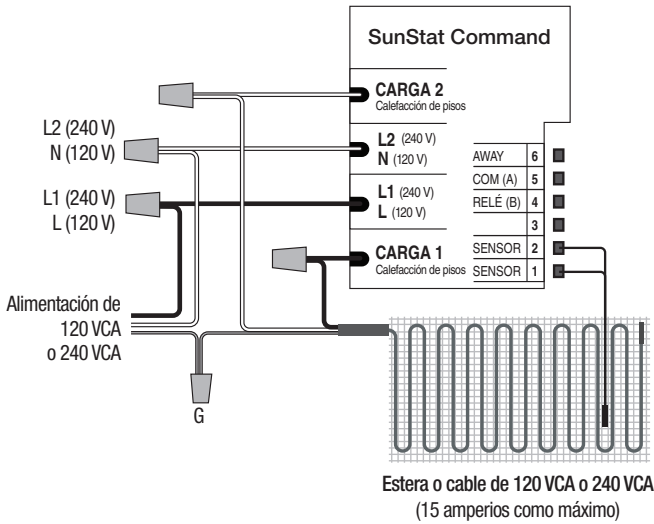 SunStat Command
CARGA 2
Calefacción de pisos
L2 (240 V)
N (120 V)
L1 (240 V)
L (120 V)
CARGA 1
Calefacción de pisos
AWAY 6
COM (A) 5
RELÉ (B) 4
3
SENSOR 2
SENSOR 1
L2 (240 V)
N (120 V)
L1 (240 V)
L (120 V)
Alimentación de
120 VCA
o 240 VCA
G
Estera o cable de 120 VCA o 240 VCA
(15 amperios como máximo)